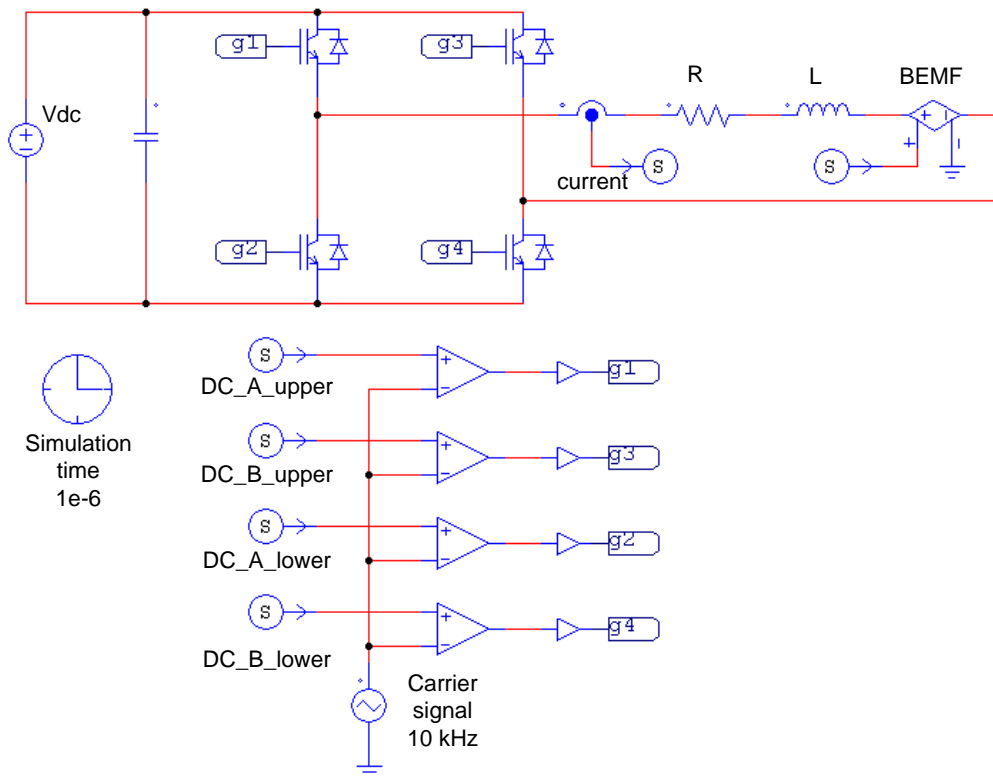 g1
g3
R
L
BEMF
Vdc
current
S
S
g2
g4
S
DC_A_upper
g1
S
DC_B_upper
g3
Simulation
time
1e-6
S
DC_A_lower
g2
S
DC_B_lower
g4
Carrier
signal
10 kHz